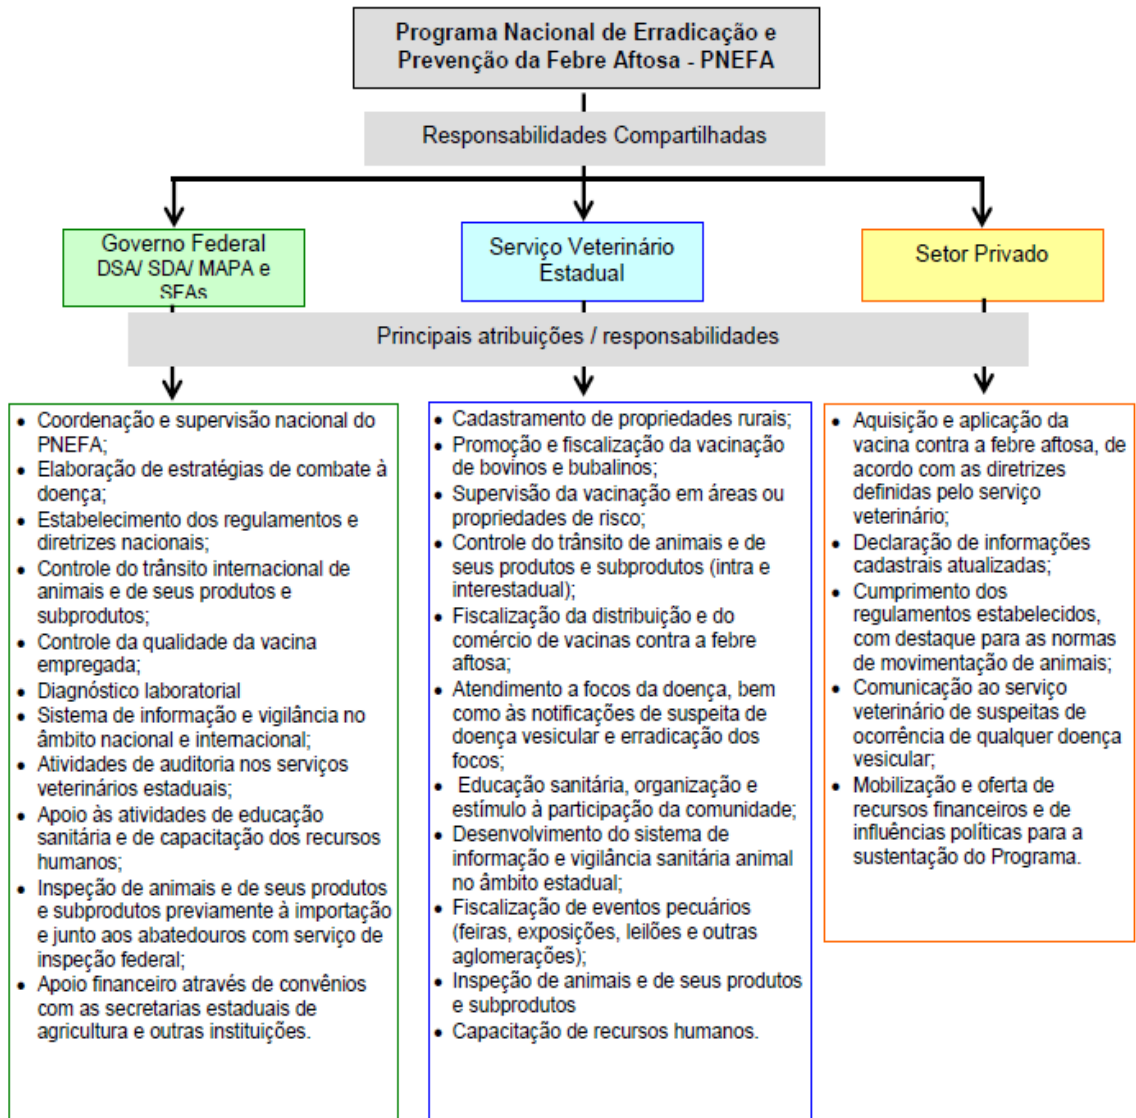 Programa Nacional de Erradicação e
Prevenção da Febre Aftosa - PNEFA
Responsabilidades Compartilhadas
Governo Federal
DSA/ SDA/ MAPA e
SFAs
Serviço Veterinário
Estadual
Setor Privado
Principais atribuições / responsabilidades
• Coordenação e supervisão nacional do
PNEFA;
• Elaboração de estratégias de combate à
doença;
• Estabelecimento dos regulamentos e
diretrizes nacionais;
• Controle do trânsito internacional de
animais e de seus produtos e
subprodutos;
• Controle da qualidade da vacina
empregada;
• Diagnóstico laboratorial
• Sistema de informação e vigilância no
âmbito nacional e internacional;
• Atividades de auditoria nos serviços
veterinários estaduais;
• Apoio às atividades de educação
sanitária e de capacitação dos recursos
humanos;
• Inspeção de animais e de seus produtos
e subprodutos previamente à importação
e junto aos abatedouros com serviço de
inspeção federal;
• Apoio financeiro através de convênios
com as secretarias estaduais de
agricultura e outras instituições.
• Cadastramento de propriedades rurais;
• Promoção e fiscalização da vacinação
de bovinos e bubalinos;
• Supervisão da vacinação em áreas ou
propriedades de risco;
• Controle do trânsito de animais e de
seus produtos e subprodutos (intra e
interestadual);
• Fiscalização da distribuição e do
comércio de vacinas contra a febre
aftosa;
• Atendimento a focos da doença, bem
como às notificações de suspeita de
doença vesicular e erradicação dos
focos;
• Educação sanitária, organização e
estímulo à participação da comunidade;
• Desenvolvimento do sistema de
informação e vigilância sanitária animal
no âmbito estadual;
• Fiscalização de eventos pecuários
(feiras, exposições, leilões e outras
aglomerações);
• Inspeção de animais e de seus produtos
e subprodutos
• Capacitação de recursos humanos.
• Aquisição e aplicação da
vacina contra a febre aftosa, de
acordo com as diretrizes
definidas pelo serviço
veterinário;
• Declaração de informações
cadastrais atualizadas;
• Cumprimento dos
regulamentos estabelecidos,
com destaque para as normas
de movimentação de animais;
• Comunicação ao serviço
veterinário de suspeitas de
ocorrência de qualquer doença
vesicular;
• Mobilização e oferta de
recursos financeiros e de
influências políticas para a
sustentação do Programa.